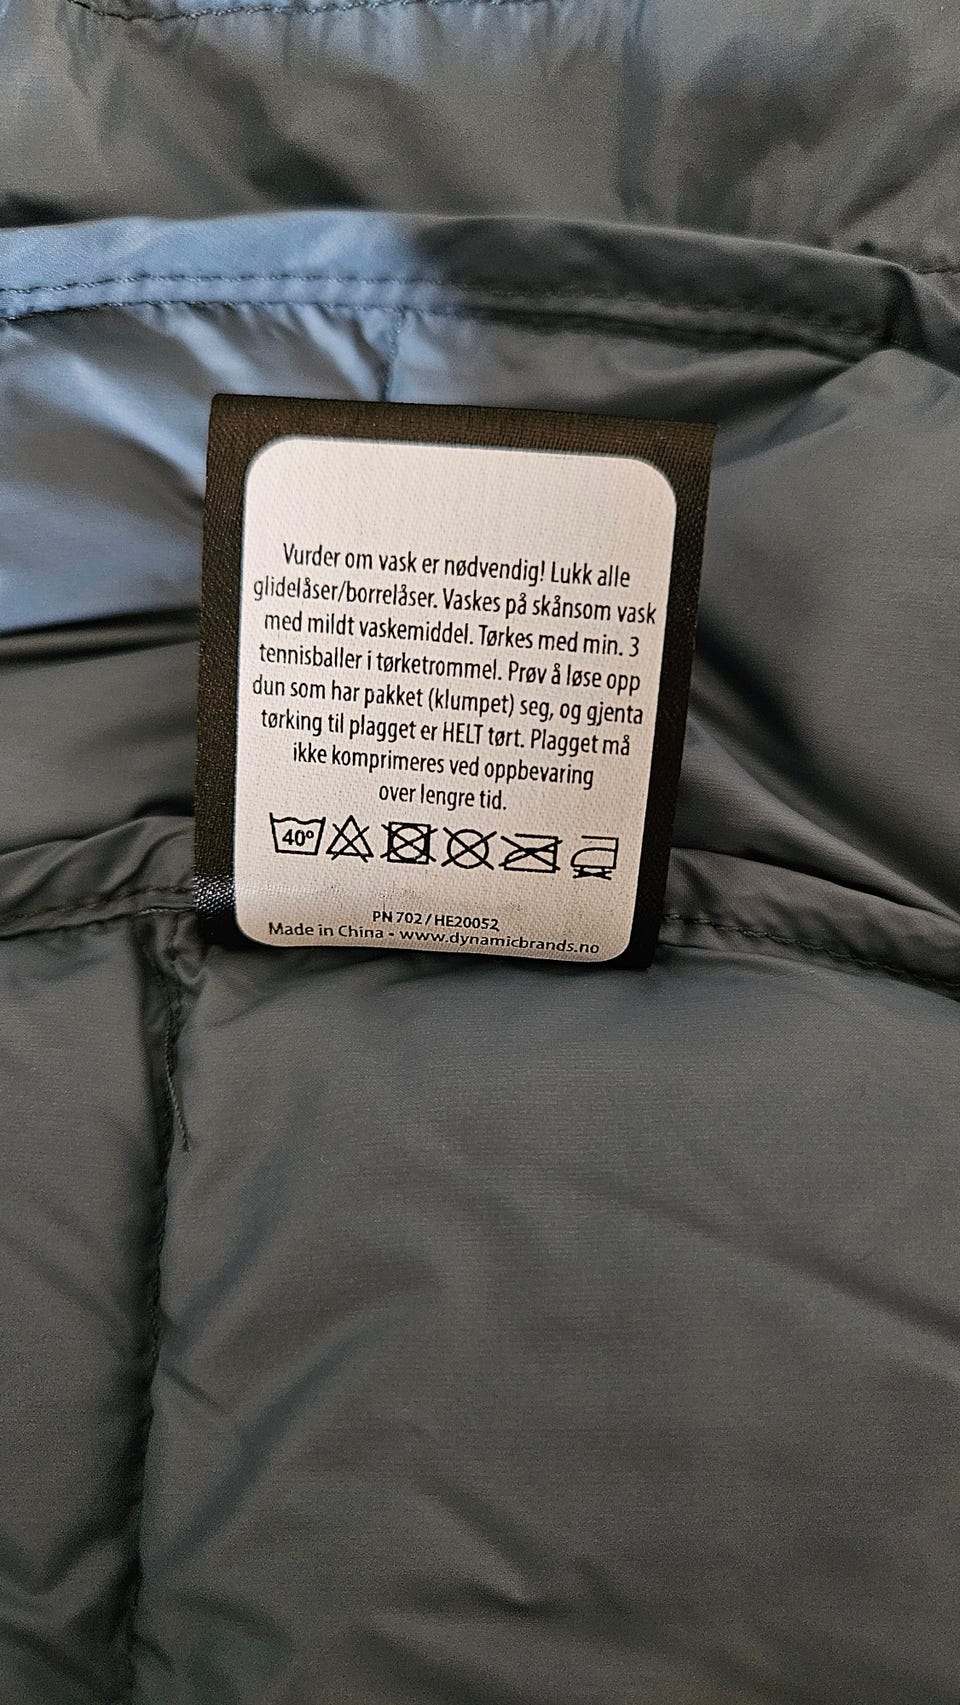 Vurder om vask er nødvendig! Lukk alle
glidelåser/borrelåser. Vaskes på skånsom vask
med mildt vaskemiddel. Tørkes med min. 3
tennisballer i tørketrommel. Prøv å løse opp
dun som har pakket (klumpet) seg, og gjenta
tørking til plagget er HELT tørt. Plagget må
ikke komprimeres ved oppbevaring
over lengre tid.
40°
PN 702 / HE20052
Made in China - www.dynamicbrands.no